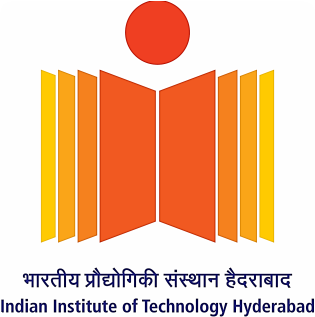 भारतीय प्रौद्योगिकी संस्थान हैदराबाद
Indian Institute of Technology Hyderabad